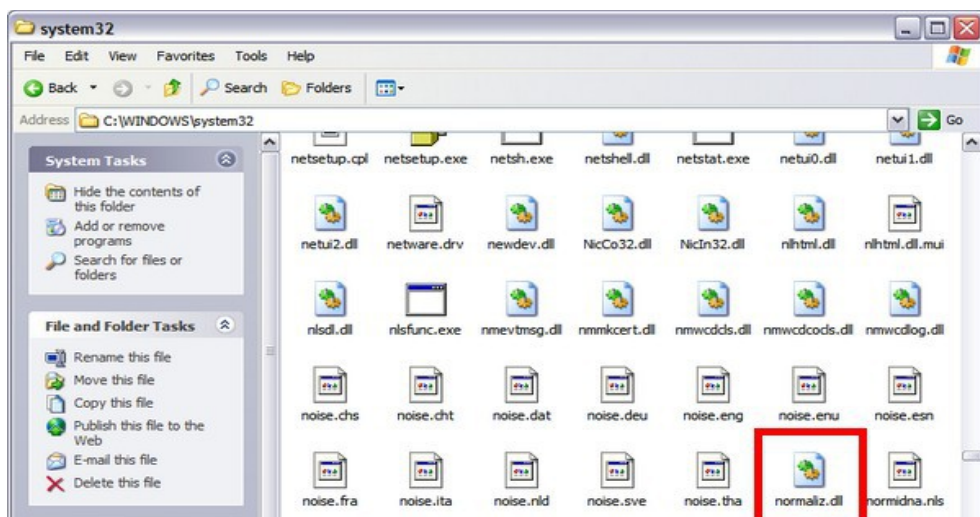 system32
File Edit View Favorites Tools Help
Back Search Folders
Address C:\WINDOWS\system32 Go
System Tasks
Hide the contents of
this folder
Add or remove
programs
Search for files or
folders
File and Folder Tasks
Rename this file
Move this file
Copy this file
Publish this file to the
Web
E-mail this file
Delete this file
netsetup.cpl netsetup.exe netsh.exe netshell.dll netstat.exe netui0.dll netui1.dll
netui2.dll netware.drv newdev.dll NicCo32.dll NicIn32.dll nlhtml.dll nlhtml.dll.mui
nlsdl.dll nlsfunc.exe nmevtmsg.dll nmmkcert.dll nmwcdcls.dll nmwcdcocls.dll nmwcdlog.dll
noise.chs noise.cht noise.dat noise.deu noise.eng noise.enu noise.esn
noise.fra noise.ita noise.nld noise.sve noise.tha normaliz.dll normidna.nls